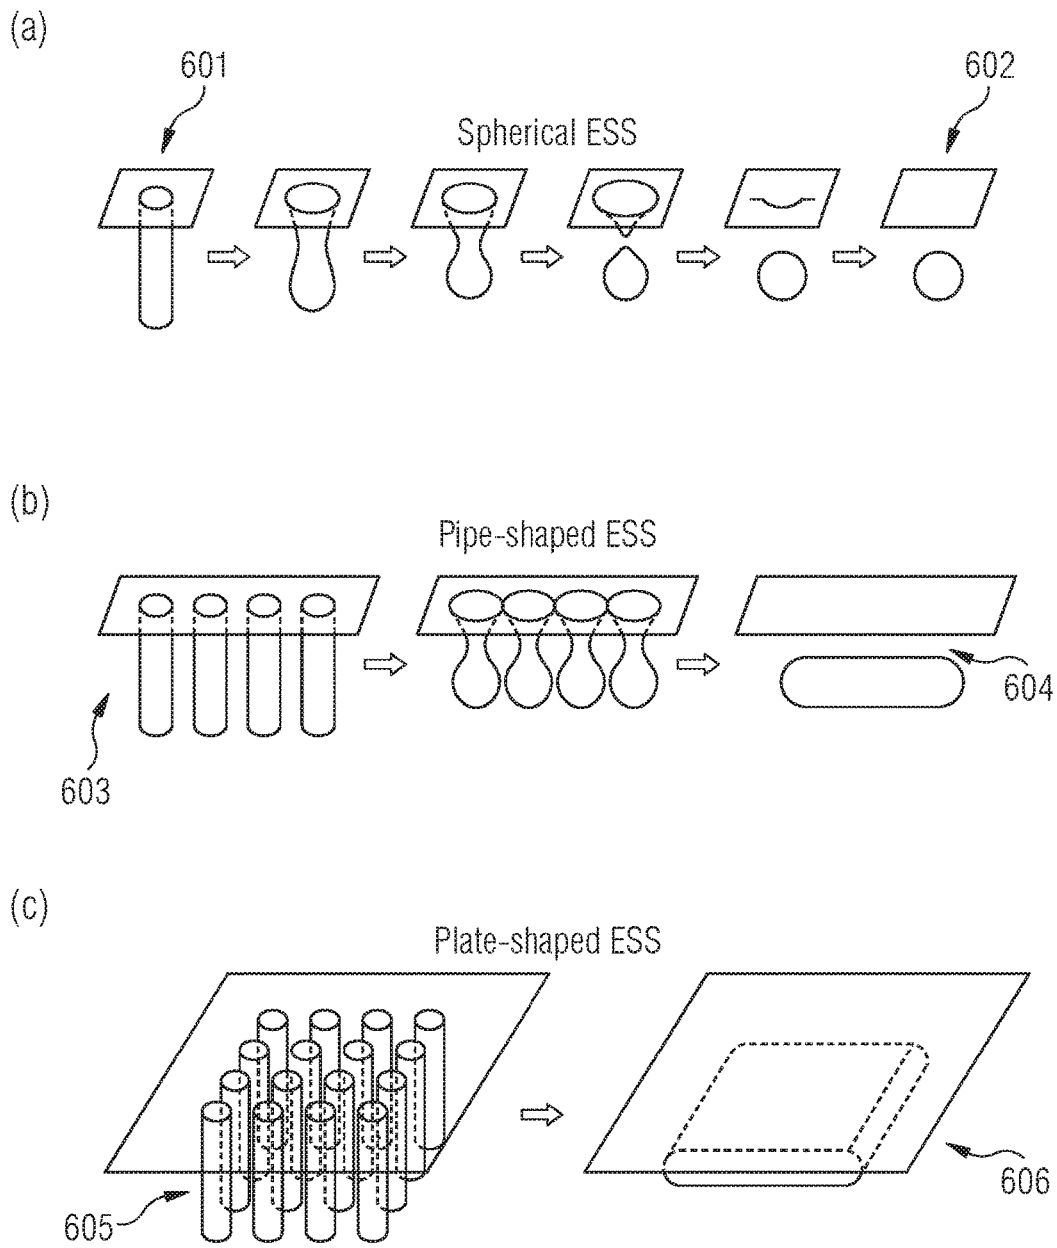 (a)
601
602
Spherical ESS
(b)
Pipe-shaped ESS
604
603
(c)
Plate-shaped ESS
605
606